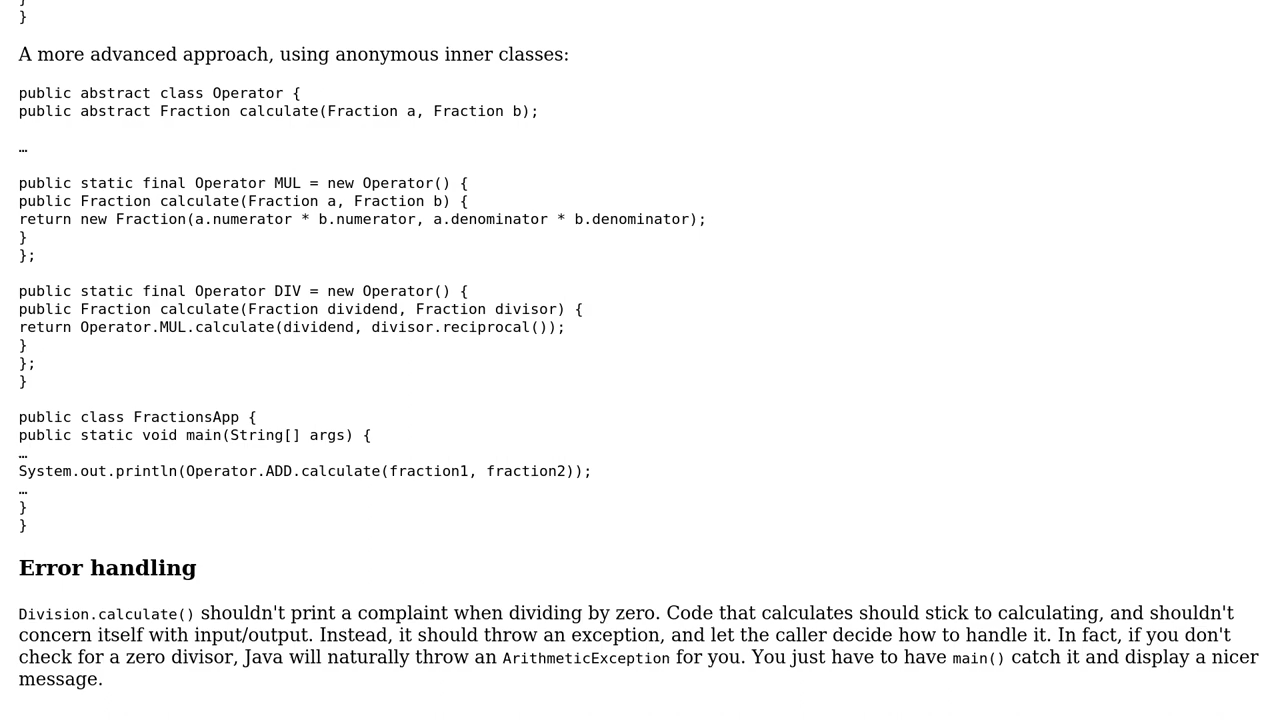 }
A more advanced approach, using anonymous inner classes:
public abstract class Operator {
public abstract Fraction calculate(Fraction a, Fraction b);
…
public static final Operator MUL = new Operator() {
public Fraction calculate(Fraction a, Fraction b) {
return new Fraction(a.numerator * b.numerator, a.denominator * b.denominator);
}
};
public static final Operator DIV = new Operator() {
public Fraction calculate(Fraction dividend, Fraction divisor) {
return Operator.MUL.calculate(dividend, divisor.reciprocal());
}
};
}
public class FractionsApp {
public static void main(String[] args) {
…
System.out.println(Operator.ADD.calculate(fraction1, fraction2));
…
}
}
Error handling
Division.calculate() shouldn't print a complaint when dividing by zero. Code that calculates should stick to calculating, and shouldn't
concern itself with input/output. Instead, it should throw an exception, and let the caller decide how to handle it. In fact, if you don't
check for a zero divisor, Java will naturally throw an ArithmeticException for you. You just have to have main() catch it and display a nicer
message.